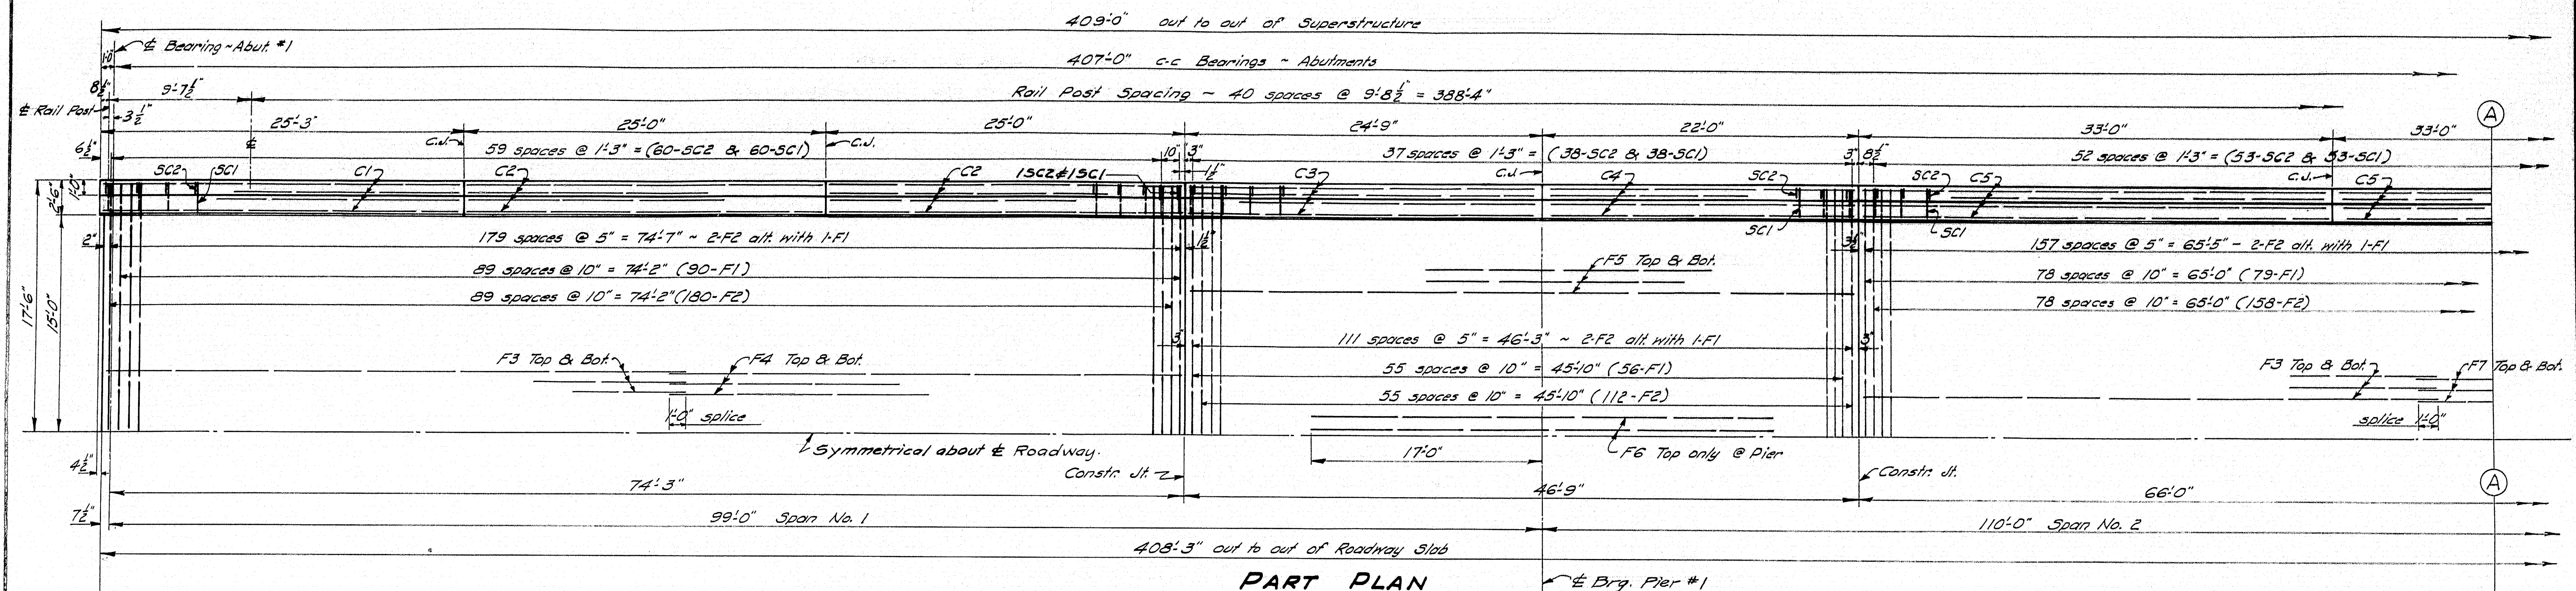 409'-0" out to out of Superstructure
℄ Bearing ~ Abut. #1
1'-0"
407'-0" c-c Bearings ~ Abutments
8½"
9'-7½"
Rail Post Spacing ~ 40 spaces @ 9'-8½" = 388'-4"
℄ Rail Post
3½"
25'-3"
25'-0"
25'-0"
24'-9"
22'-0"
33'-0"
33'-0"
A
℄
C.J.
C.J.
6½"
59 spaces @ 1'-3" = (60-SC2 & 60-SC1)
10"
3"
37 spaces @ 1'-3" = (38-SC2 & 38-SC1)
3"
8½"
52 spaces @ 1'-3" = (53-SC2 & 53-SC1)
SC2
SC1
C1
C2
C2
1SC2 & 1SC1
1½"
C3
C.J.
C4
SC2
SC2
C5
C.J.
C5
1'-0"
2'-6"
SC1
SC1
2"
179 spaces @ 5" = 74'-7" ~ 2-F2 alt. with 1-F1
1½"
3½"
157 spaces @ 5" = 65'-5" - 2-F2 alt. with 1-F1
89 spaces @ 10" = 74'-2" (90-F1)
F5 Top & Bot.
78 spaces @ 10" = 65'-0" (79-F1)
89 spaces @ 10" = 74'-2" (180-F2)
78 spaces @ 10" = 65'-0" (158-F2)
17'-6"
15'-0"
3"
111 spaces @ 5" = 46'-3" ~ 2-F2 alt. with 1-F1
3"
F3 Top & Bot.
F4 Top & Bot.
55 spaces @ 10" = 45'-10" (56-F1)
F3 Top & Bot.
F7 Top & Bot.
55 spaces @ 10" = 45'-10" (112-F2)
1'-0" splice
splice 1'-0"
Symmetrical about ℄ Roadway.
17'-0"
F6 Top only @ Pier
4½"
Constr. Jt.
Constr. Jt.
74'-3"
46'-9"
66'-0"
A
7½"
99'-0" Span No. 1
110'-0" Span No. 2
408'-3" out to out of Roadway Slab
PART PLAN
℄ Brg. Pier #1